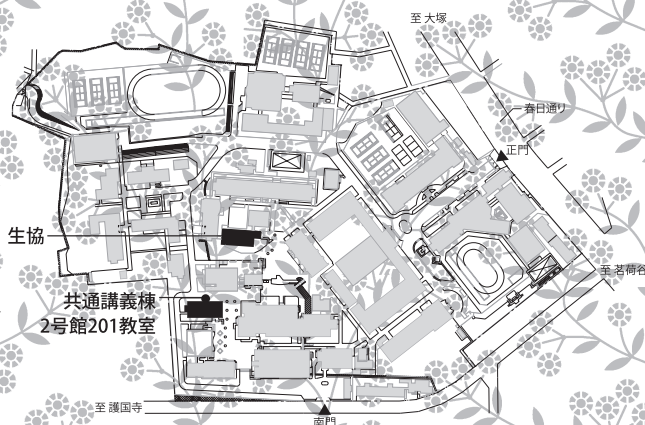 至 大塚
春日通り
正門
生協
至 茗荷谷
共通講義棟
2号館201教室
至 護国寺
南門